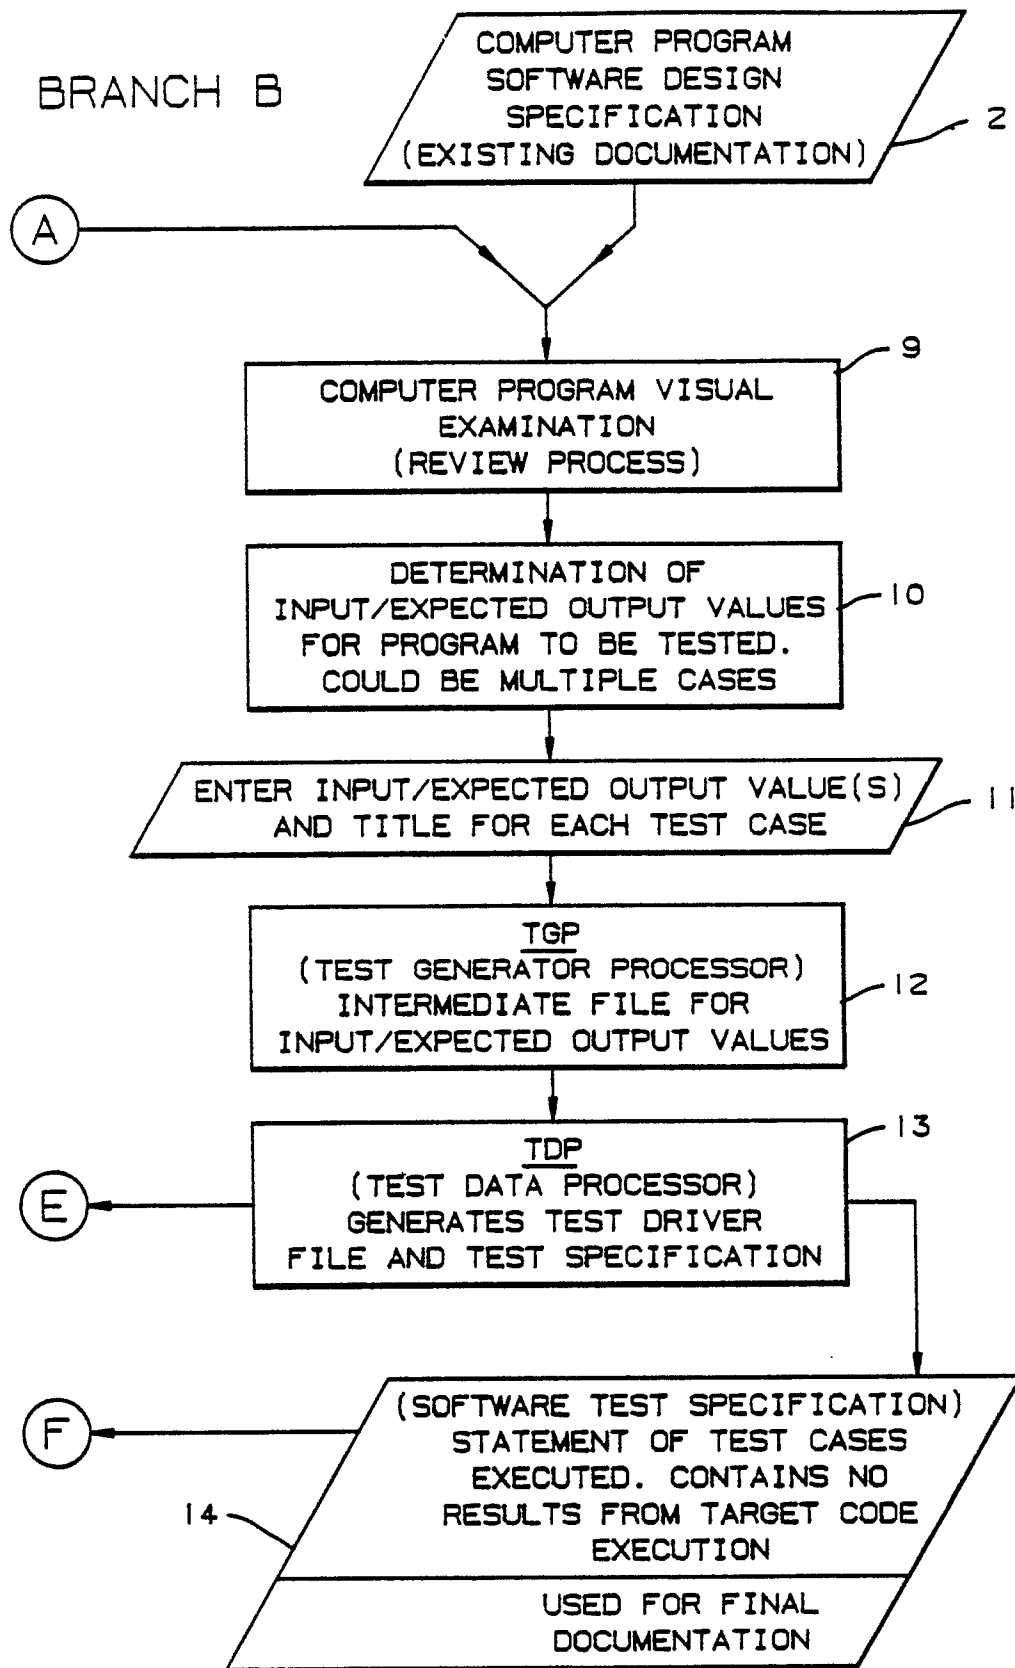 BRANCH B
COMPUTER PROGRAM
SOFTWARE DESIGN
SPECIFICATION
(EXISTING DOCUMENTATION)
2
A
9
COMPUTER PROGRAM VISUAL
EXAMINATION
(REVIEW PROCESS)
DETERMINATION OF
INPUT/EXPECTED OUTPUT VALUES
FOR PROGRAM TO BE TESTED.
COULD BE MULTIPLE CASES
10
ENTER INPUT/EXPECTED OUTPUT VALUE(S)
AND TITLE FOR EACH TEST CASE
11
TGP
(TEST GENERATOR PROCESSOR)
INTERMEDIATE FILE FOR
INPUT/EXPECTED OUTPUT VALUES
12
13
TDP
(TEST DATA PROCESSOR)
GENERATES TEST DRIVER
FILE AND TEST SPECIFICATION
E
(SOFTWARE TEST SPECIFICATION)
STATEMENT OF TEST CASES
EXECUTED. CONTAINS NO
RESULTS FROM TARGET CODE
EXECUTION
F
14
USED FOR FINAL
DOCUMENTATION